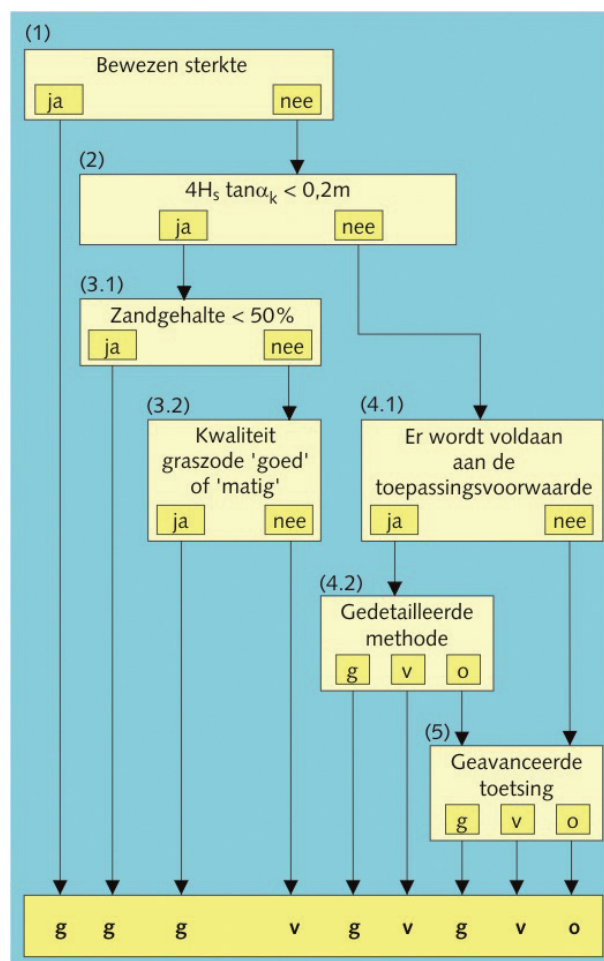 (1)
Bewezen sterkte
ja nee
(2)
4Hₛ tanαₖ < 0,2m
ja nee
(3.1)
Zandgehalte < 50%
ja nee
(3.2)
Kwaliteit
graszode 'goed'
of 'matig'
ja nee
(4.1)
Er wordt voldaan
aan de
toepassingsvoorwaarde
ja nee
(4.2)
Gedetailleerde
methode
g v o
(5)
Geavanceerde
toetsing
g v o
g g g v g v g v o